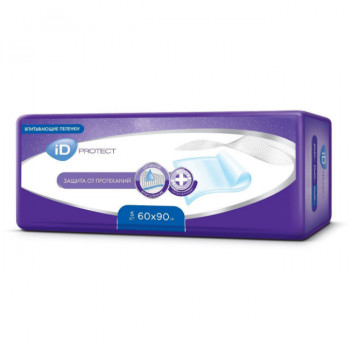 ВПИТЫВАЮЩИЕ ПЕЛЕНКИ
iD PROTECT
ЗАЩИТА ОТ ПРОТЕКАНИЙ
60x90